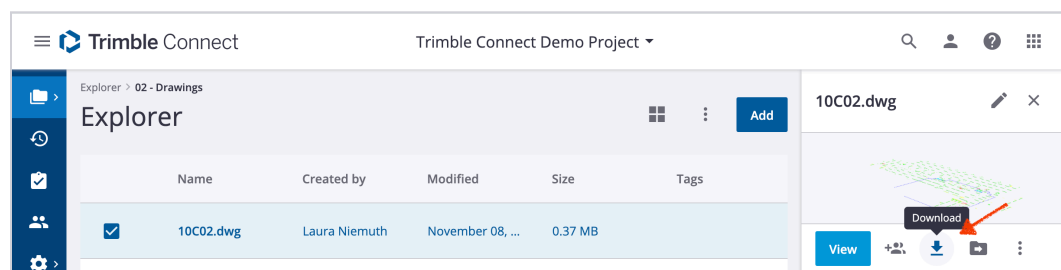 Trimble Connect
Trimble Connect Demo Project
Explorer > 02 - Drawings
Explorer
Add
10C02.dwg
Name Created by Modified Size Tags
10C02.dwg Laura Niemuth November 08, ... 0.37 MB
Download
View